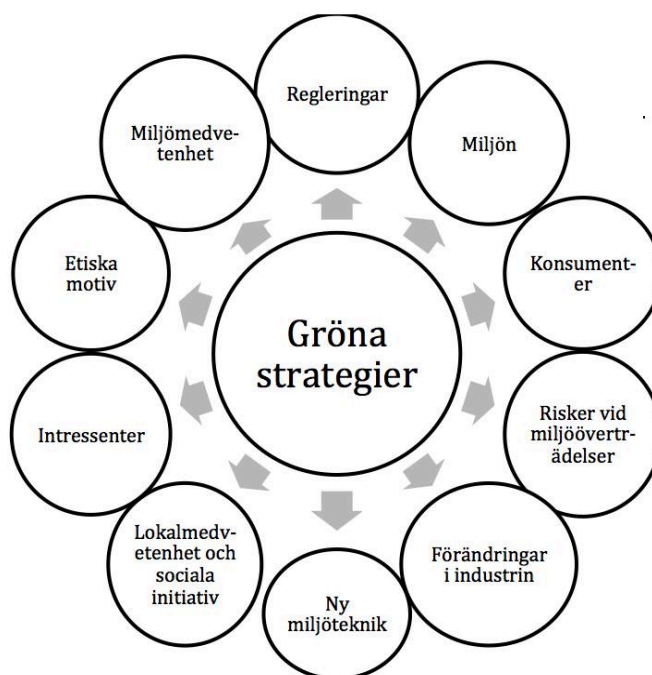 Regleringar
Miljön
Konsument-
er
Risker vid
miljöövertr-
ädelser
Förändringar
i industrin
Ny
miljöteknik
Lokalmedv-
etenhet och
sociala
initiativ
Intressenter
Etiska
motiv
Miljömedve-
tenhet
Gröna
strategier